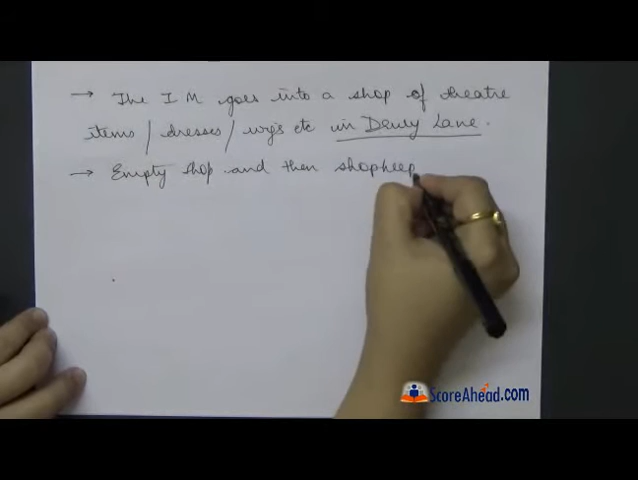 → The I M goes into a shop of theatre
items / dresses / wigs etc in Drury Lane.
→ Empty shop and then shopkeep
ScoreAhead.com